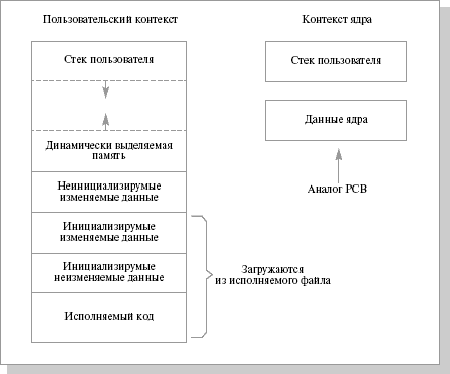 Пользовательский контекст
Контекст ядра
Стек пользователя
Стек пользователя
Данные ядра
Динамически выделяемая
память
Аналог PCB
Неинициализирумые
изменяемые данные
Инициализирумые
изменяемые данные
Инициализирумые
неизменяемые данные
Загружаются
из исполняемого файла
Исполняемый код